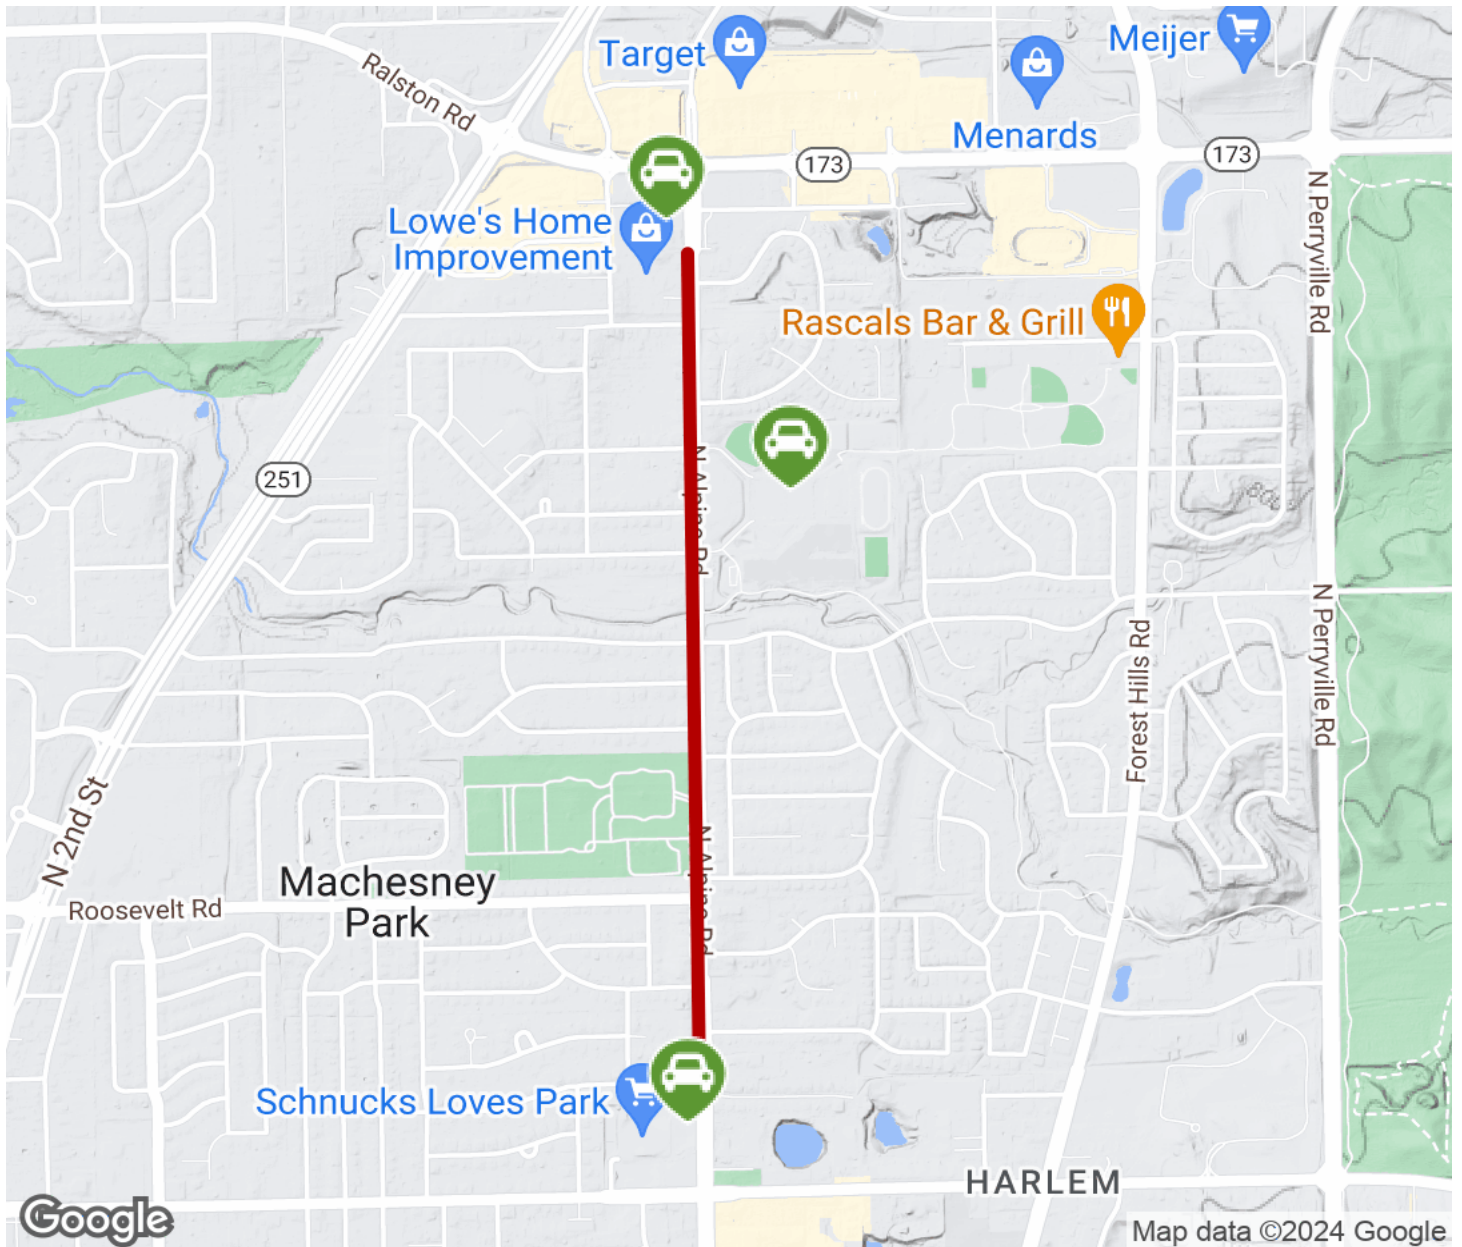 Target
Meijer
Ralston Rd
Menards
173
173
Lowe's Home
Improvement
N Perryville Rd
Rascals Bar & Grill
N Alpine Rd
251
N Perryville Rd
Forest Hills Rd
N 2nd St
N Alpine Rd
Machesney
Park
Roosevelt Rd
Schnucks Loves Park
HARLEM
Google
Map data ©2024 Google